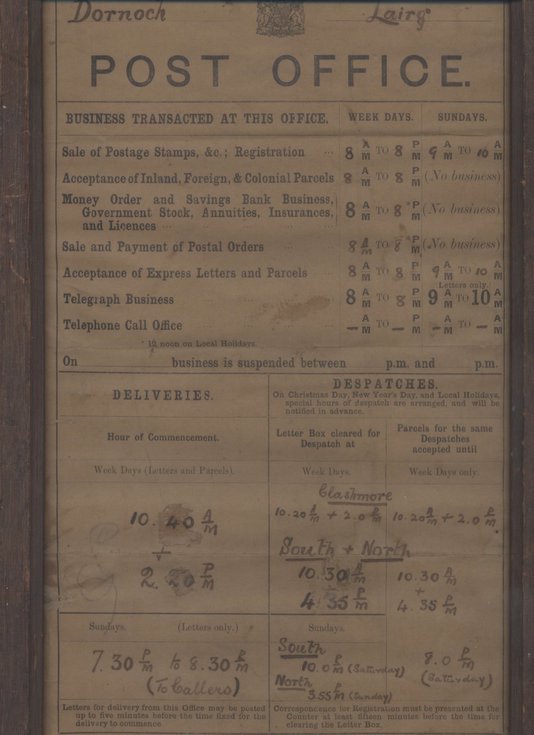 Dornoch Lairg
POST OFFICE.
BUSINESS TRANSACTED AT THIS OFFICE. WEEK DAYS. SUNDAYS.
Sale of Postage Stamps, &c.; Registration ... 8 A/M TO 8 P/M 9 A/M TO 10 A/M
Acceptance of Inland, Foreign, & Colonial Parcels 8 A/M TO 8 P/M (No business)
Money Order and Savings Bank Business,
Government Stock, Annuities, Insurances,
and Licences ... 8 A/M TO 8 * P/M (No business)
Sale and Payment of Postal Orders 8 A/M TO 8 * P/M (No business)
Acceptance of Express Letters and Parcels 8 A/M TO 8 P/M 9 A/M TO 10 A/M
Letters only.
Telegraph Business 8 A/M TO 8 P/M 9 A/M TO 10 A/M
Telephone Call Office – A/M TO – P/M – A/M TO – A/M
* 12 noon on Local Holidays.
On business is suspended between p.m. and p.m.
DELIVERIES.
Hour of Commencement.
Week Days (Letters and Parcels).
10.40 A/M
+
2.20 P/M
Sundays. (Letters only.)
7.30 P/M to 8.30 P/M
(To Callers)
Letters for delivery from this Office may be posted
up to five minutes before the time fixed for the
delivery to commence
DESPATCHES.
On Christmas Day, New Year's Day, and Local Holidays,
special hours of despatch are arranged, and will be
notified in advance.
Letter Box cleared for
Despatch at
Parcels for the same
Despatches
accepted until
Week Days. Week Days only.
Clashmore
10.20 A/M + 2.0 P/M 10.20 A/M + 2.0 P/M
South + North
10.30 A/M 10.30 A/M
+ +
4.35 P/M 4.35 P/M
Sundays.
South
10.0 P/M (Saturday) 8.0 P/M
(Saturday)
North
3.55 P/M (Sunday)
Correspondence for Registration must be presented at the
Counter at least fifteen minutes before the time for
clearing the Letter Box.